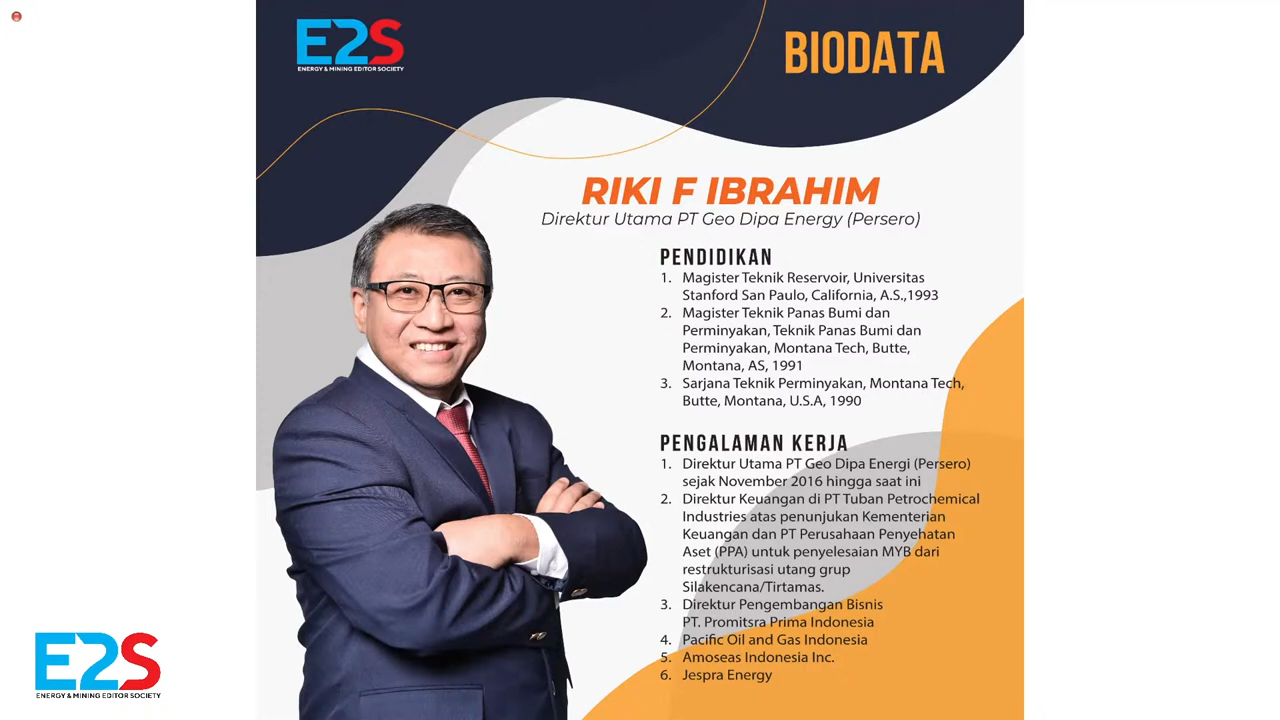 E2S
ENERGY & MINING EDITOR SOCIETY
BIODATA
RIKI F IBRAHIM
Direktur Utama PT Geo Dipa Energy (Persero)
PENDIDIKAN
1. Magister Teknik Reservoir, Universitas
Stanford San Paulo, California, A.S.,1993
2. Magister Teknik Panas Bumi dan
Perminyakan, Teknik Panas Bumi dan
Perminyakan, Montana Tech, Butte,
Montana, AS, 1991
3. Sarjana Teknik Perminyakan, Montana Tech,
Butte, Montana, U.S.A, 1990
PENGALAMAN KERJA
1. Direktur Utama PT Geo Dipa Energi (Persero)
sejak November 2016 hingga saat ini
2. Direktur Keuangan di PT Tuban Petrochemical
Industries atas penunjukan Kementerian
Keuangan dan PT Perusahaan Penyehatan
Aset (PPA) untuk penyelesaian MYB dari
restrukturisasi utang grup
Silakencana/Tirtamas.
3. Direktur Pengembangan Bisnis
PT. Promitsra Prima Indonesia
4. Pacific Oil and Gas Indonesia
5. Amoseas Indonesia Inc.
6. Jespra Energy
E2S
ENERGY & MINING EDITOR SOCIETY